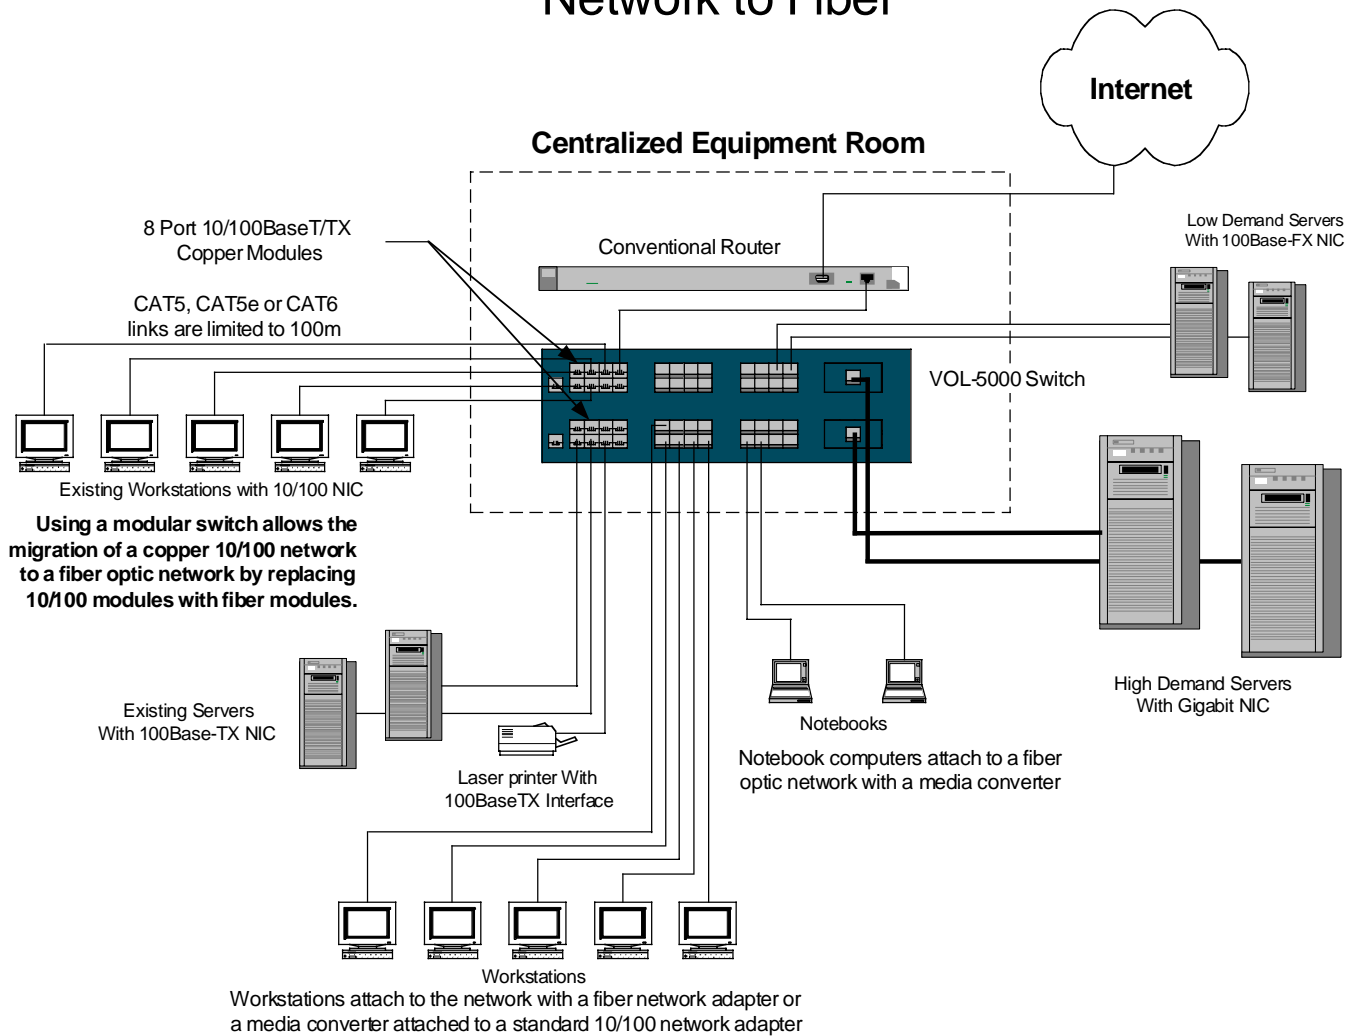 Network to Fiber
Internet
Centralized Equipment Room
8 Port 10/100BaseT/TX
Copper Modules
Conventional Router
Low Demand Servers
With 100Base-FX NIC
CAT5, CAT5e or CAT6
links are limited to 100m
VOL-5000 Switch
Existing Workstations with 10/100 NIC
Using a modular switch allows the
migration of a copper 10/100 network
to a fiber optic network by replacing
10/100 modules with fiber modules.
High Demand Servers
With Gigabit NIC
Existing Servers
With 100Base-TX NIC
Notebooks
Notebook computers attach to a fiber
optic network with a media converter
Laser printer With
100BaseTX Interface
Workstations
Workstations attach to the network with a fiber network adapter or
a media converter attached to a standard 10/100 network adapter